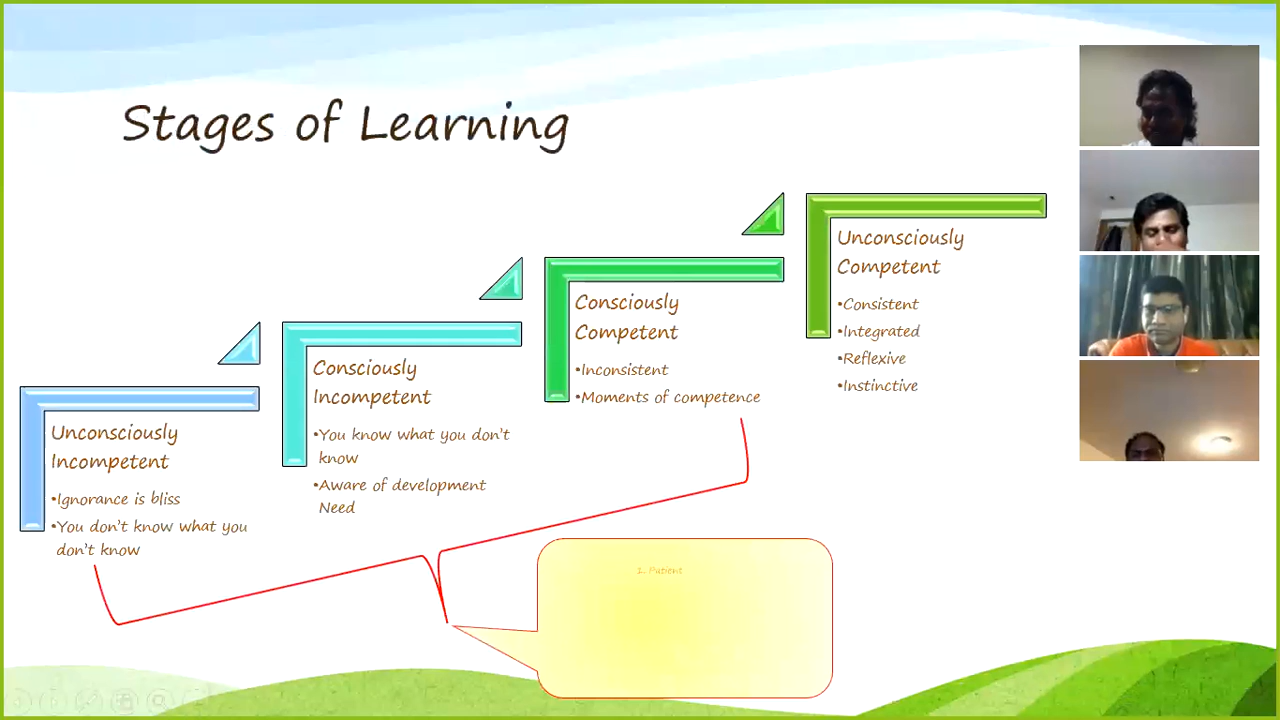 Stages of Learning
Unconsciously
Incompetent
•Ignorance is bliss
•You don't know what you
don't know
Consciously
Incompetent
•You know what you don't
know
•Aware of development
Need
Consciously
Competent
•Inconsistent
•Moments of competence
Unconsciously
Competent
•Consistent
•Integrated
•Reflexive
•Instinctive
1. Patient